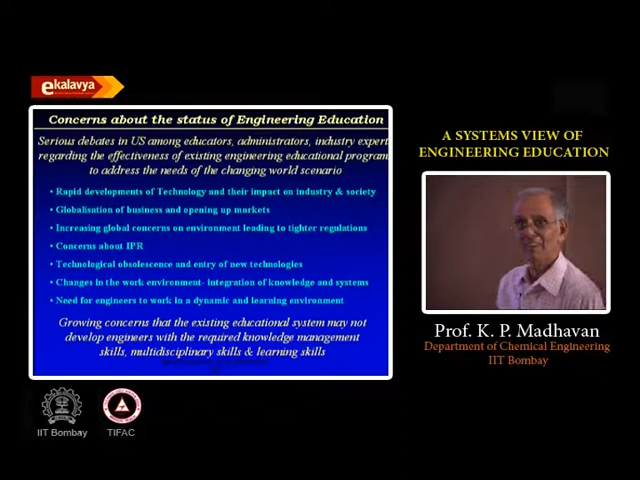 ekalavya
Concerns about the status of Engineering Education
Serious debates in US among educators, administrators, industry expert
regarding the effectiveness of existing engineering educational program
to address the needs of the changing world scenario
• Rapid developments of Technology and their impact on industry & society
• Globalisation of business and opening up markets
• Increasing global concerns on environment leading to tighter regulations
• Concerns about IPR
• Technological obsolescence and entry of new technologies
• Changes in the work environment- integration of knowledge and systems
• Need for engineers to work in a dynamic and learning environment
Growing concerns that the existing educational system may not
develop engineers with the required knowledge management
skills, multidisciplinary skills & learning skills
A SYSTEMS VIEW OF
ENGINEERING EDUCATION
Prof. K. P. Madhavan
Department of Chemical Engineering
IIT Bombay
IIT Bombay
TIFAC